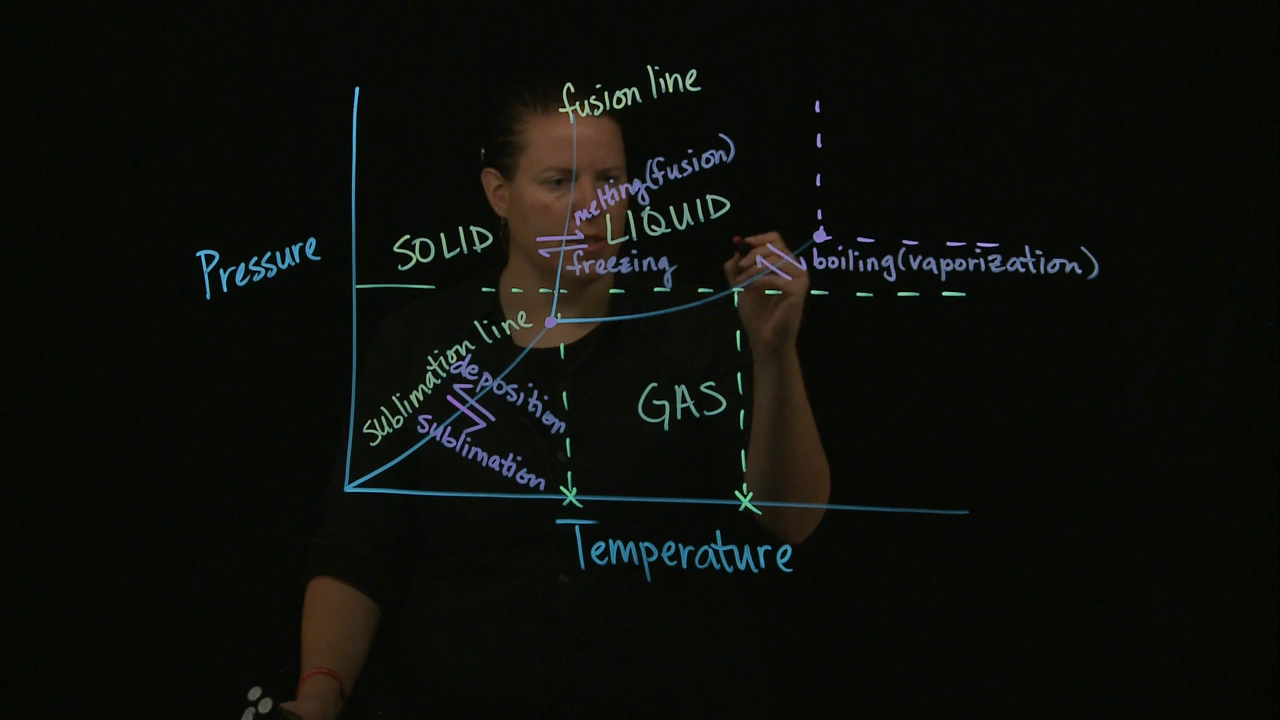 fusion line
melting(fusion)
SOLID
LIQUID
freezing
boiling(vaporization)
Pressure
sublimation line
deposition
sublimation
GAS
Temperature